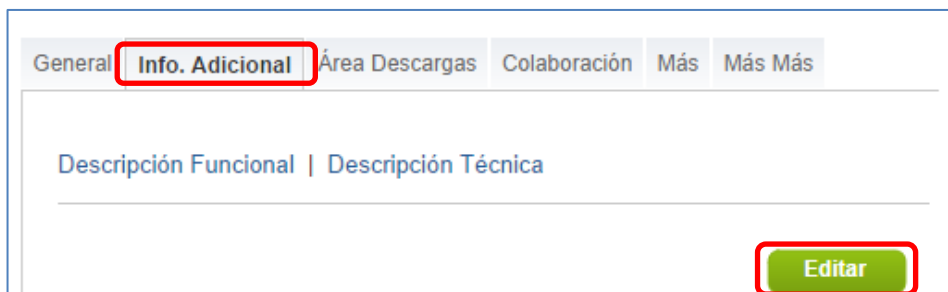 General Info. Adicional Área Descargas Colaboración Más Más Más
Descripción Funcional | Descripción Técnica
Editar